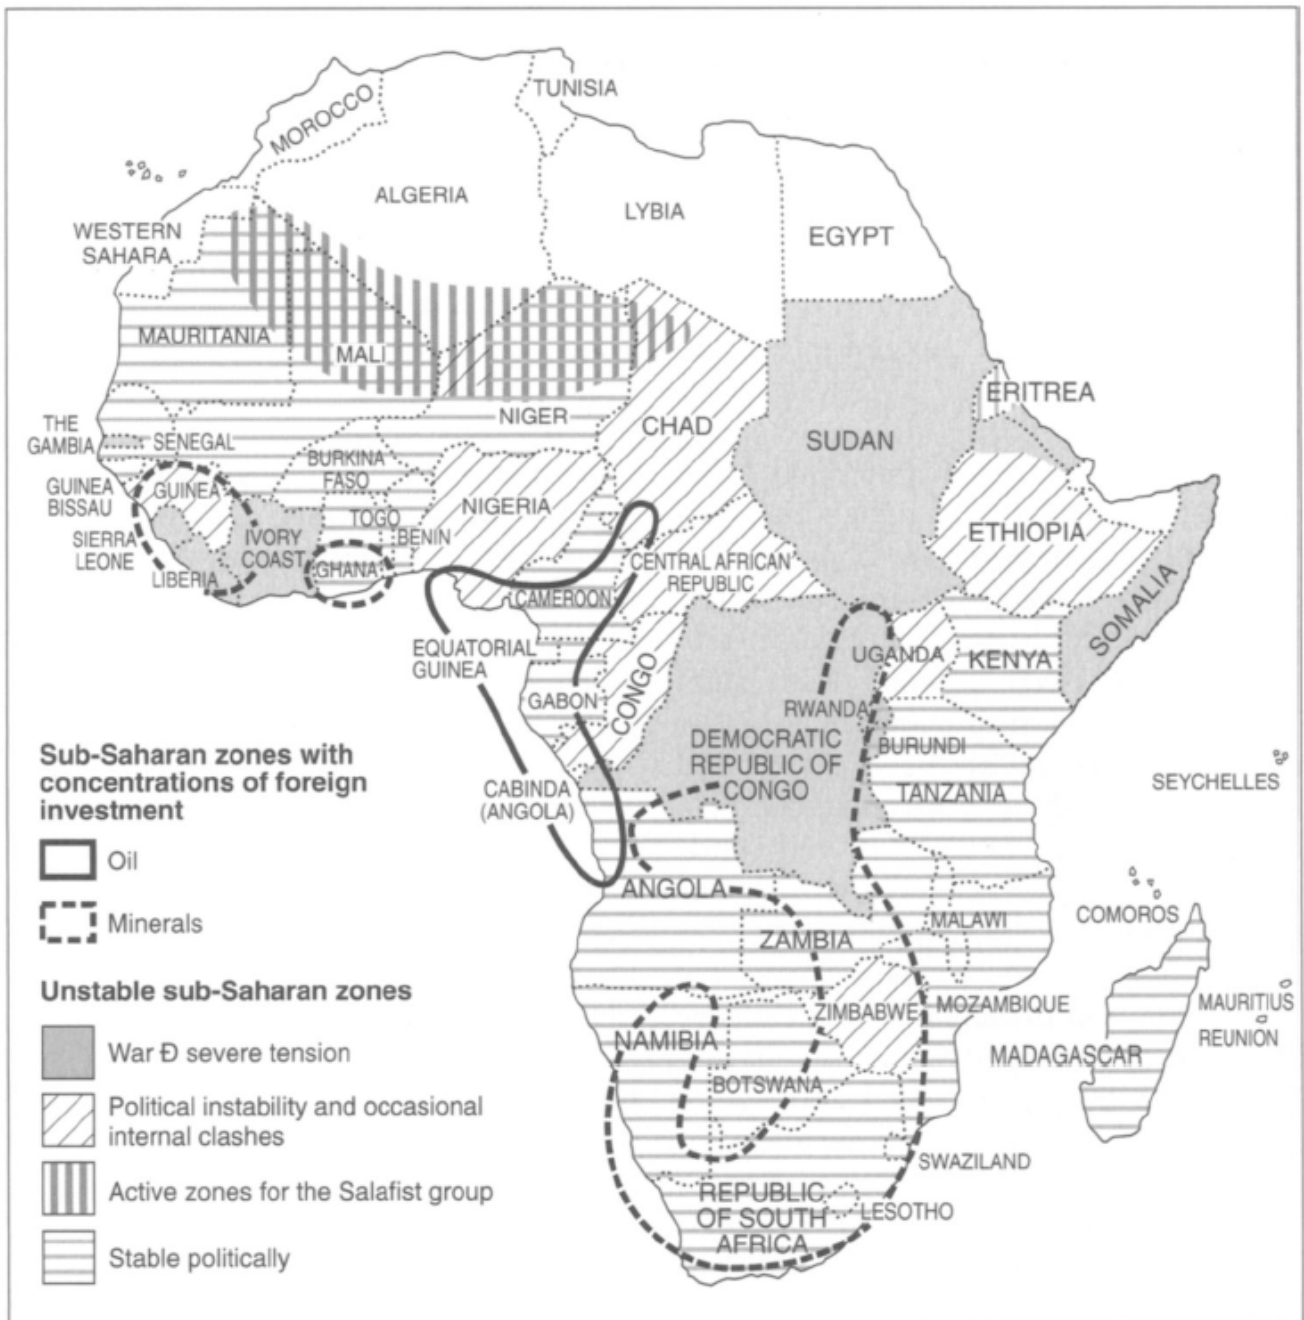 MOROCCO
TUNISIA
ALGERIA
LYBIA
EGYPT
WESTERN
SAHARA
MAURITANIA
MALI
NIGER
CHAD
SUDAN
ERITREA
THE
GAMBIA
SENEGAL
BURKINA
FASO
GUINEA
BISSAU
GUINEA
NIGERIA
ETHIOPIA
SIERRA
LEONE
IVORY
COAST
TOGO
BENIN
LIBERIA
GHANA
CENTRAL AFRICAN
REPUBLIC
CAMEROON
SOMALIA
EQUATORIAL
GUINEA
UGANDA
KENYA
GABON
CONGO
RWANDA
DEMOCRATIC
REPUBLIC OF
CONGO
BURUNDI
CABINDA
(ANGOLA)
TANZANIA
SEYCHELLES
ANGOLA
MALAWI
COMOROS
ZAMBIA
ZIMBABWE
MOZAMBIQUE
MAURITIUS
REUNION
NAMIBIA
MADAGASCAR
BOTSWANA
SWAZILAND
REPUBLIC
OF SOUTH
AFRICA
LESOTHO
Sub-Saharan zones with
concentrations of foreign
investment
Oil
Minerals
Unstable sub-Saharan zones
War Ð severe tension
Political instability and occasional
internal clashes
Active zones for the Salafist group
Stable politically